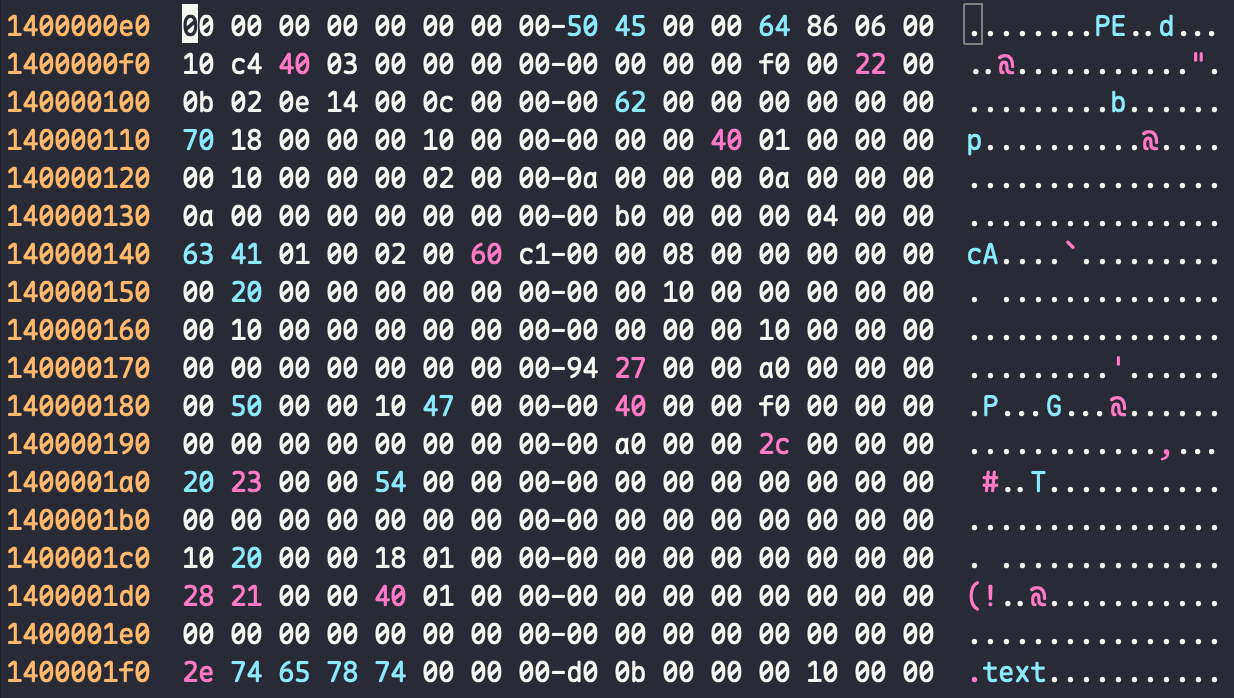 1400000e0 00 00 00 00 00 00 00 00-50 45 00 00 64 86 06 00 ........PE..d...
1400000f0 10 c4 40 03 00 00 00 00-00 00 00 00 f0 00 22 00 ..@...........".
140000100 0b 02 0e 14 00 0c 00 00-00 62 00 00 00 00 00 00 .........b......
140000110 70 18 00 00 00 10 00 00-00 00 00 40 01 00 00 00 p..........@....
140000120 00 10 00 00 00 02 00 00-0a 00 00 00 0a 00 00 00 ................
140000130 0a 00 00 00 00 00 00 00-00 b0 00 00 00 04 00 00 ................
140000140 63 41 01 00 02 00 60 c1-00 00 08 00 00 00 00 00 cA....`.........
140000150 00 20 00 00 00 00 00 00-00 00 10 00 00 00 00 00 . ..............
140000160 00 10 00 00 00 00 00 00-00 00 00 00 10 00 00 00 ................
140000170 00 00 00 00 00 00 00 00-94 27 00 00 a0 00 00 00 .........'......
140000180 00 50 00 00 10 47 00 00-00 40 00 00 f0 00 00 00 .P...G...@......
140000190 00 00 00 00 00 00 00 00-00 a0 00 00 2c 00 00 00 ............,...
1400001a0 20 23 00 00 54 00 00 00-00 00 00 00 00 00 00 00  #..T...........
1400001b0 00 00 00 00 00 00 00 00-00 00 00 00 00 00 00 00 ................
1400001c0 10 20 00 00 18 01 00 00-00 00 00 00 00 00 00 00 . ..............
1400001d0 28 21 00 00 40 01 00 00-00 00 00 00 00 00 00 00 (!..@...........
1400001e0 00 00 00 00 00 00 00 00-00 00 00 00 00 00 00 00 ................
1400001f0 2e 74 65 78 74 00 00 00-d0 0b 00 00 00 10 00 00 .text...........